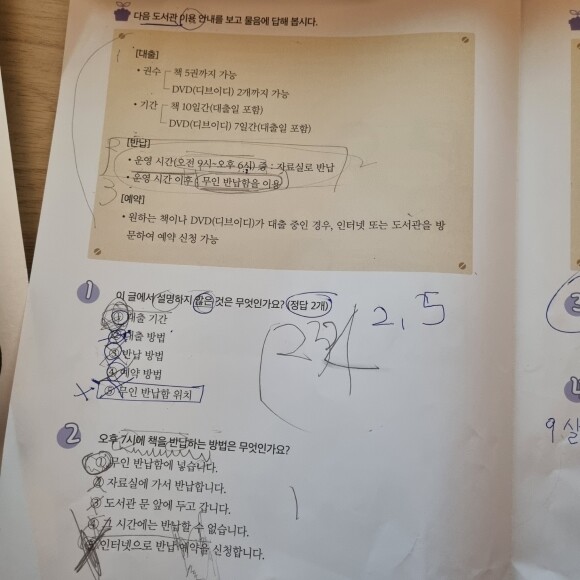 다음 도서관 이용 안내를 보고 물음에 답해 봅시다.
[대출]
• 권수 책 5권까지 가능
DVD(디브이디) 2개까지 가능
• 기간 책 10일간(대출일 포함)
DVD(디브이디) 7일간(대출일 포함)
[반납]
• 운영 시간(오전 9시~오후 6시) 중 : 자료실로 반납
• 운영 시간 이후 : 무인 반납함을 이용
[예약]
• 원하는 책이나 DVD(디브이디)가 대출 중인 경우, 인터넷 또는 도서관을 방
문하여 예약 신청 가능
1
이 글에서 설명하지 않은 것은 무엇인가요? (정답 2개)
① 대출 기간
② 대출 방법
③ 반납 방법
④ 예약 방법
⑤ 무인 반납함 위치
2, 5
2
오후 7시에 책을 반납하는 방법은 무엇인가요?
① 무인 반납함에 넣습니다.
② 자료실에 가서 반납합니다.
③ 도서관 문 앞에 두고 갑니다.
④ 그 시간에는 반납할 수 없습니다.
⑤ 인터넷으로 반납 예약을 신청합니다.
3
9살